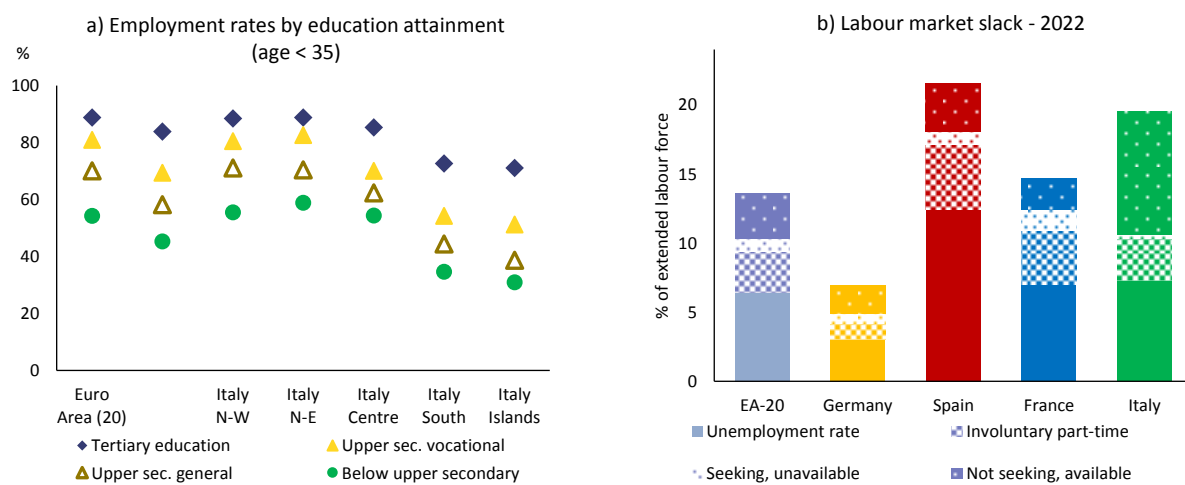 a) Employment rates by education attainment
(age < 35)
%
100
80
60
40
20
0
Euro
Area (20)
Italy
N-W
Italy
N-E
Italy
Centre
Italy
South
Italy
Islands
Tertiary education
Upper sec. vocational
Upper sec. general
Below upper secondary
b) Labour market slack - 2022
% of extended labour force
20
15
10
5
0
EA-20
Germany
Spain
France
Italy
Unemployment rate
Involuntary part-time
Seeking, unavailable
Not seeking, available